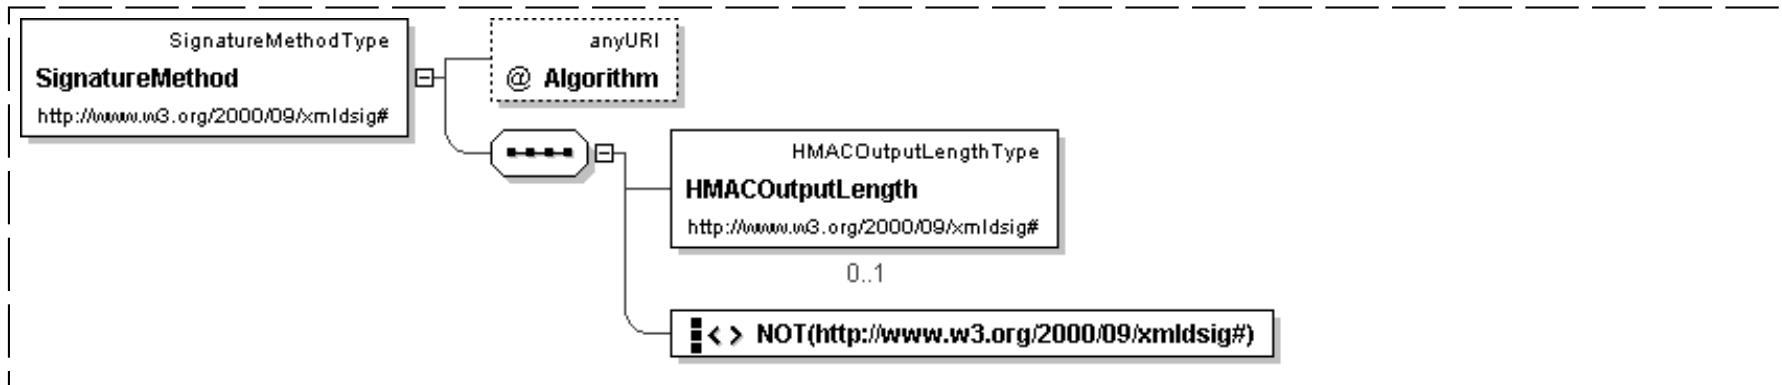 SignatureMethodType
SignatureMethod
http://www.w3.org/2000/09/xmldsig#
anyURI
@ Algorithm
HMACOutputLengthType
HMACOutputLength
http://www.w3.org/2000/09/xmldsig#
0..1
<> NOT(http://www.w3.org/2000/09/xmldsig#)